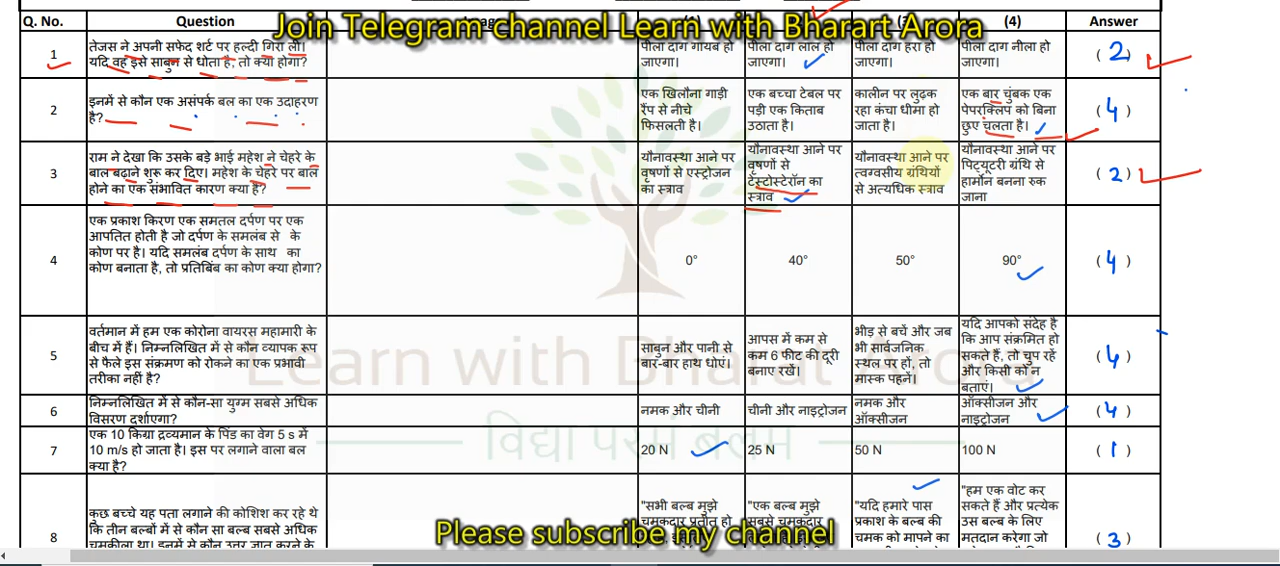 Join Telegram channel Learn with Bharart Arora
Q. No. Question (4) Answer
1
तेजस ने अपनी सफेद शर्ट पर हल्दी गिरा ली।
यदि वह इसे साबुन से धोता है, तो क्या होगा?
पीला दाग गायब हो
जाएगा।
पीला दाग लाल हो
जाएगा।
पीला दाग हरा हो
जाएगा।
पीला दाग नीला हो
जाएगा।
( 2 )
2
इनमें से कौन एक असंपर्क बल का एक उदाहरण
है?
एक खिलौना गाड़ी
रैंप से नीचे
फिसलती है।
एक बच्चा टेबल पर
पड़ी एक किताब
उठाता है।
कालीन पर लुढ़क
रहा कंचा धीमा हो
जाता है।
एक बार चुंबक एक
पेपरक्लिप को बिना
छुए चलता है।
( 4 )
3
राम ने देखा कि उसके बड़े भाई महेश ने चेहरे के
बाल बढ़ाने शुरू कर दिए। महेश के चेहरे पर बाल
होने का एक संभावित कारण क्या है?
यौनावस्था आने पर
वृषणों से एस्ट्रोजन
का स्त्राव
यौनावस्था आने पर
वृषणों से
टेस्टोस्टेरॉन का
स्त्राव
यौनावस्था आने पर
त्वग्वसीय ग्रंथियों
से अत्यधिक स्त्राव
यौनावस्था आने पर
पिट्यूटरी ग्रंथि से
हार्मोन बनना रुक
जाना
( 2 )
4
एक प्रकाश किरण एक समतल दर्पण पर एक
आपतित होती है जो दर्पण के समलंब से के
कोण पर है। यदि समलंब दर्पण के साथ का
कोण बनाता है, तो प्रतिबिंब का कोण क्या होगा?
0°
40°
50°
90°
( 4 )
5
वर्तमान में हम एक कोरोना वायरस महामारी के
बीच में हैं। निम्नलिखित में से कौन व्यापक रूप
से फैले इस संक्रमण को रोकने का एक प्रभावी
तरीका नहीं है?
साबुन और पानी से
बार-बार हाथ धोएं।
आपस में कम से
कम 6 फीट की दूरी
बनाए रखें।
भीड़ से बचें और जब
भी सार्वजनिक
स्थल पर हों, तो
मास्क पहनें।
यदि आपको संदेह है
कि आप संक्रमित हो
सकते हैं, तो चुप रहें
और किसी को न
बताएं।
( 4 )
6
निम्नलिखित में से कौन-सा युग्म सबसे अधिक
विसरण दर्शाएगा?
नमक और चीनी
चीनी और नाइट्रोजन
नमक और
ऑक्सीजन
ऑक्सीजन और
नाइट्रोजन
( 4 )
7
एक 10 किग्रा द्रव्यमान के पिंड का वेग 5 s में
10 m/s हो जाता है। इस पर लगाने वाला बल
क्या है?
20 N
25 N
50 N
100 N
( 1 )
8
कुछ बच्चे यह पता लगाने की कोशिश कर रहे थे
कि तीन बल्बों में से कौन सा बल्ब सबसे अधिक
चमकीला था। इनमें से कौन उत्तर ज्ञात करने के
"सभी बल्ब मुझे
चमकदार प्रतीत हो
"एक बल्ब मुझे
सबसे चमकदार
"यदि हमारे पास
प्रकाश के बल्ब की
चमक को मापने का
"हम एक वोट कर
सकते हैं और प्रत्येक
उस बल्ब के लिए
मतदान करेगा जो
( 3 )
Learn with Bharat Arora
विद्या परम बलम
Please subscribe my channel